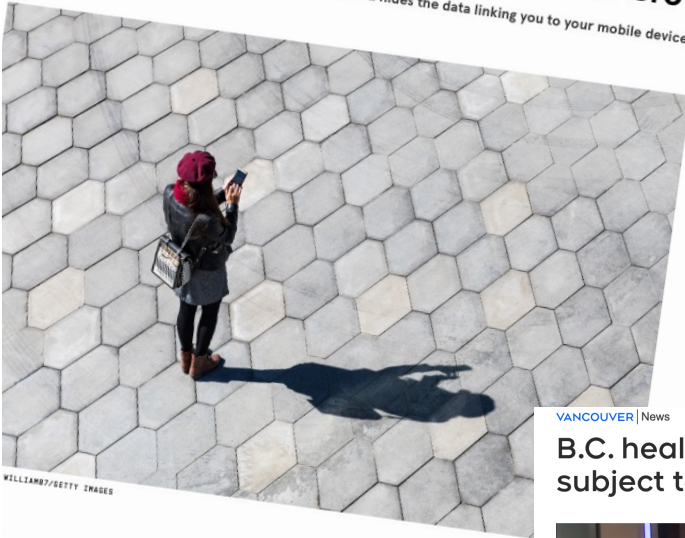 hides the data linking you to your mobile device
WILLIAM87/GETTY IMAGES
VANCOUVER | News
B.C. heal
subject t